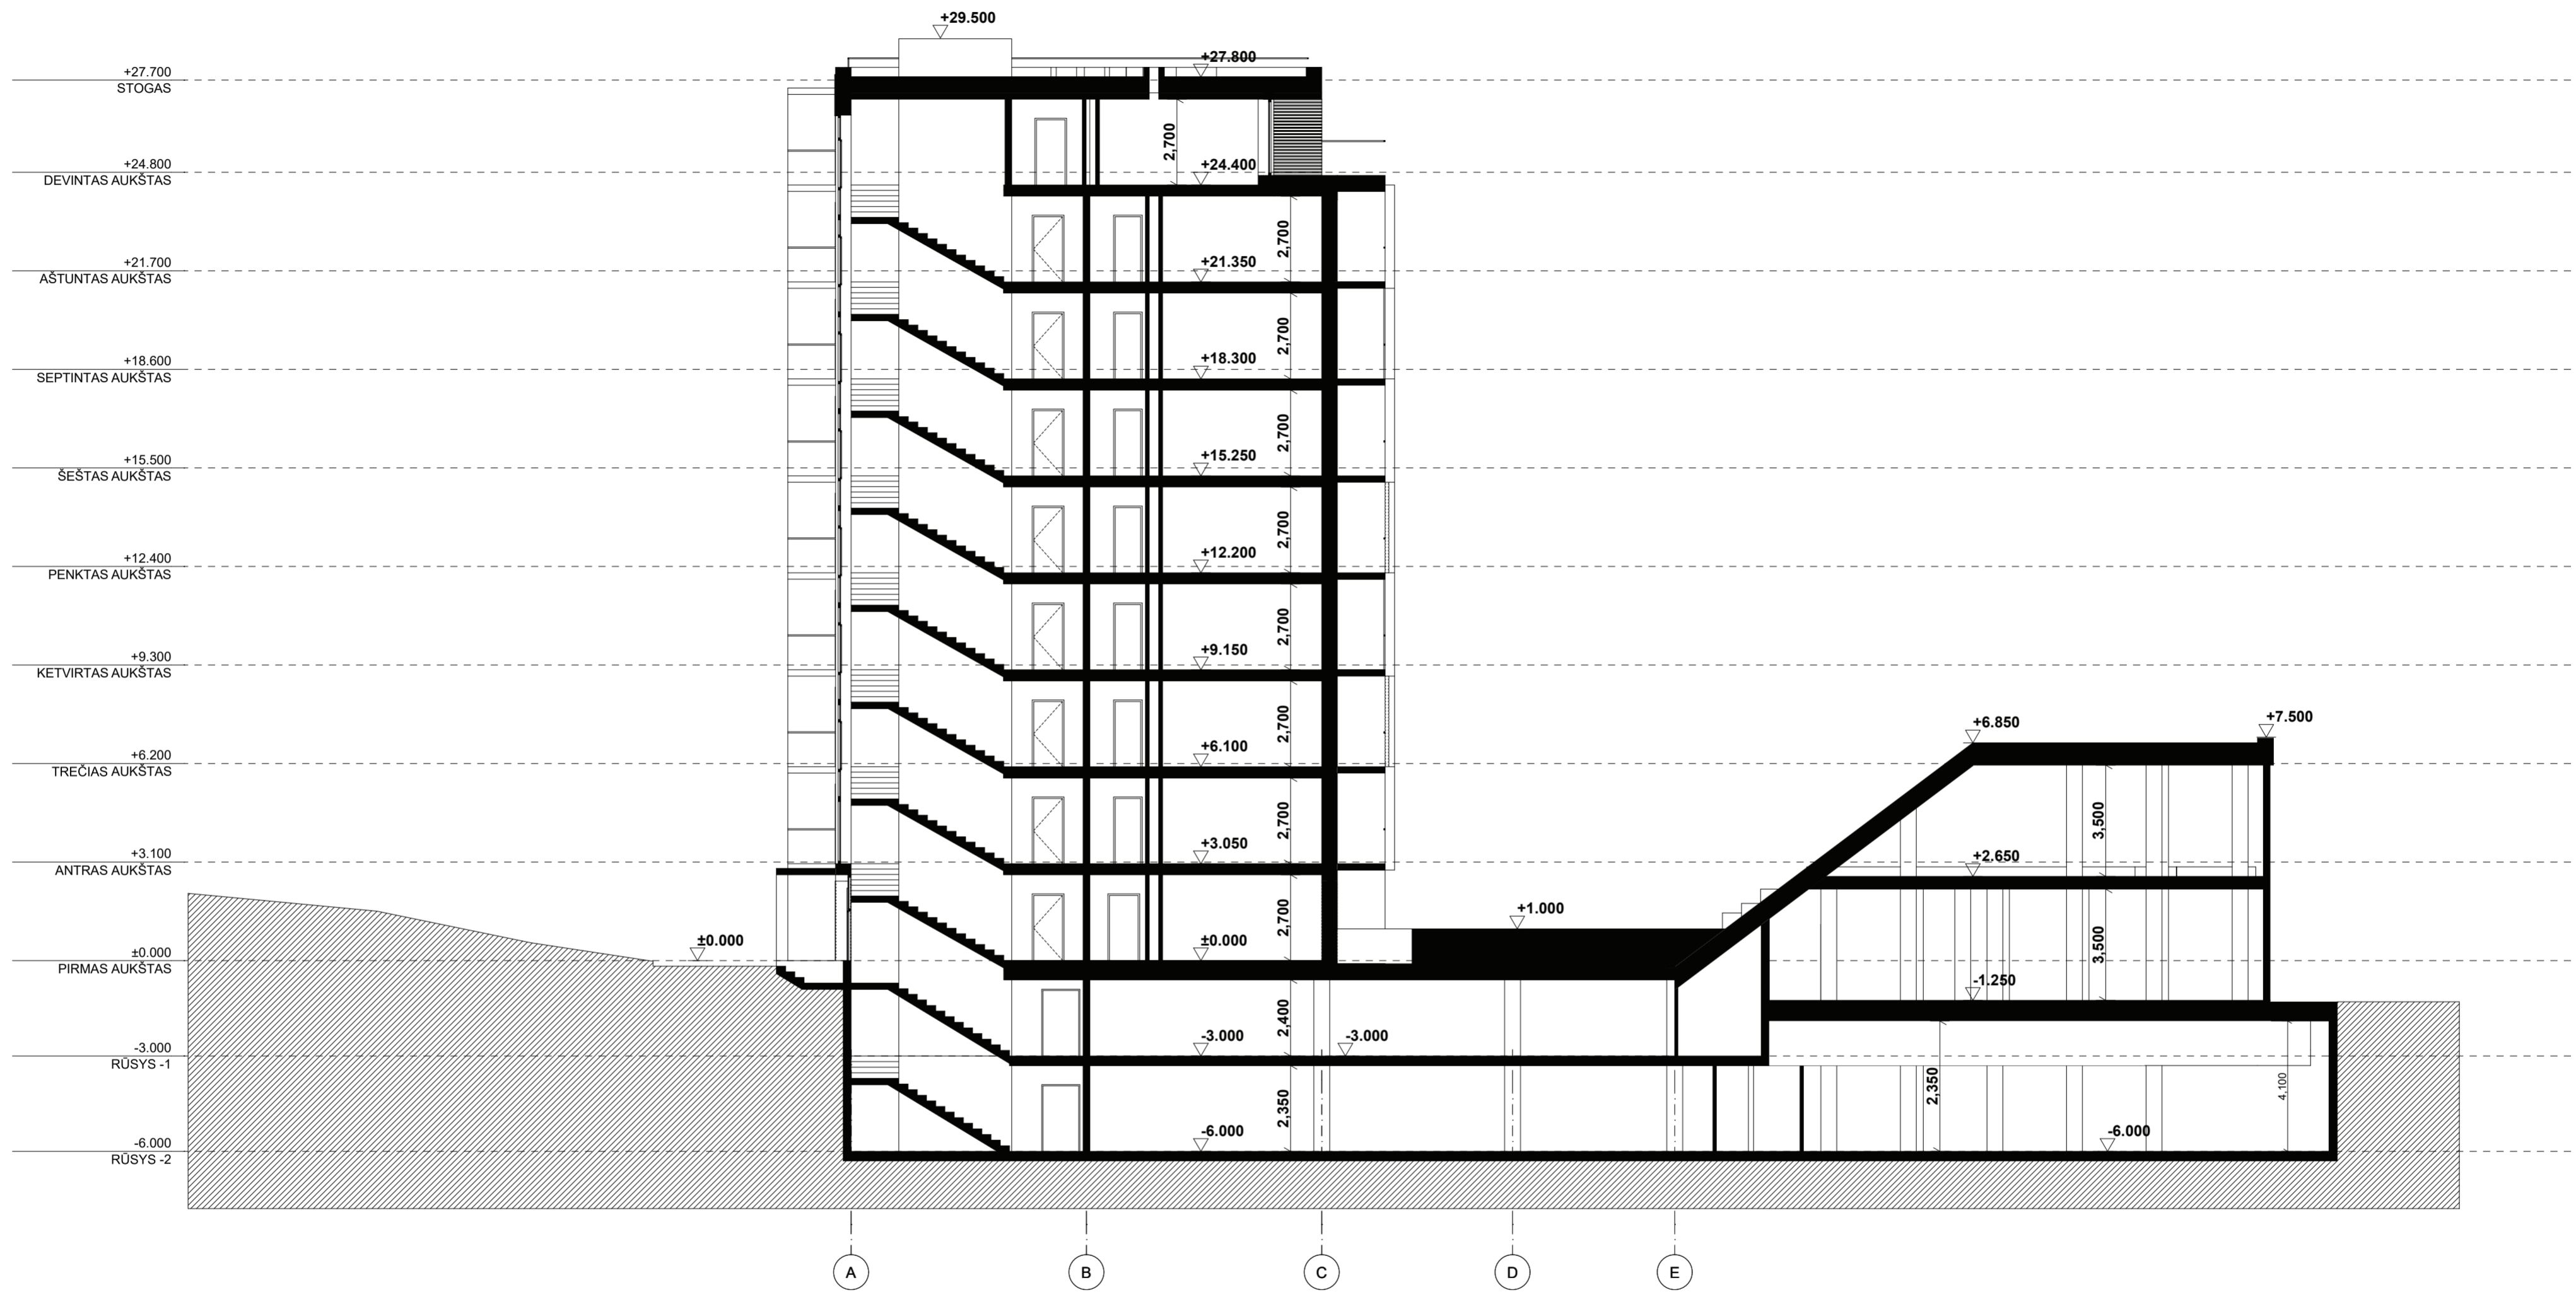 +29.500
+27.800
+27.700
STOGAS
2,700
+24.800
DEVINTAS AUKŠTAS
+24.400
2,700
+21.700
AŠTUNTAS AUKŠTAS
+21.350
2,700
+18.600
SEPTINTAS AUKŠTAS
+18.300
2,700
+15.500
ŠEŠTAS AUKŠTAS
+15.250
2,700
+12.400
PENKTAS AUKŠTAS
+12.200
2,700
+9.300
KETVIRTAS AUKŠTAS
+9.150
2,700
+6.850
+7.500
+6.200
TREČIAS AUKŠTAS
+6.100
2,700
3,500
+3.100
ANTRAS AUKŠTAS
+3.050
+2.650
2,700
+1.000
3,500
±0.000
PIRMAS AUKŠTAS
±0.000
±0.000
-1.250
2,400
-3.000
RŪSYS -1
-3.000
-3.000
2,350
2,350
4,100
-6.000
RŪSYS -2
-6.000
-6.000
A
B
C
D
E